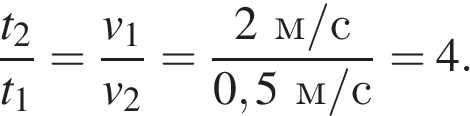 t₂/t₁ = v₁/v₂ = 2 м/с / 0,5 м/с = 4.